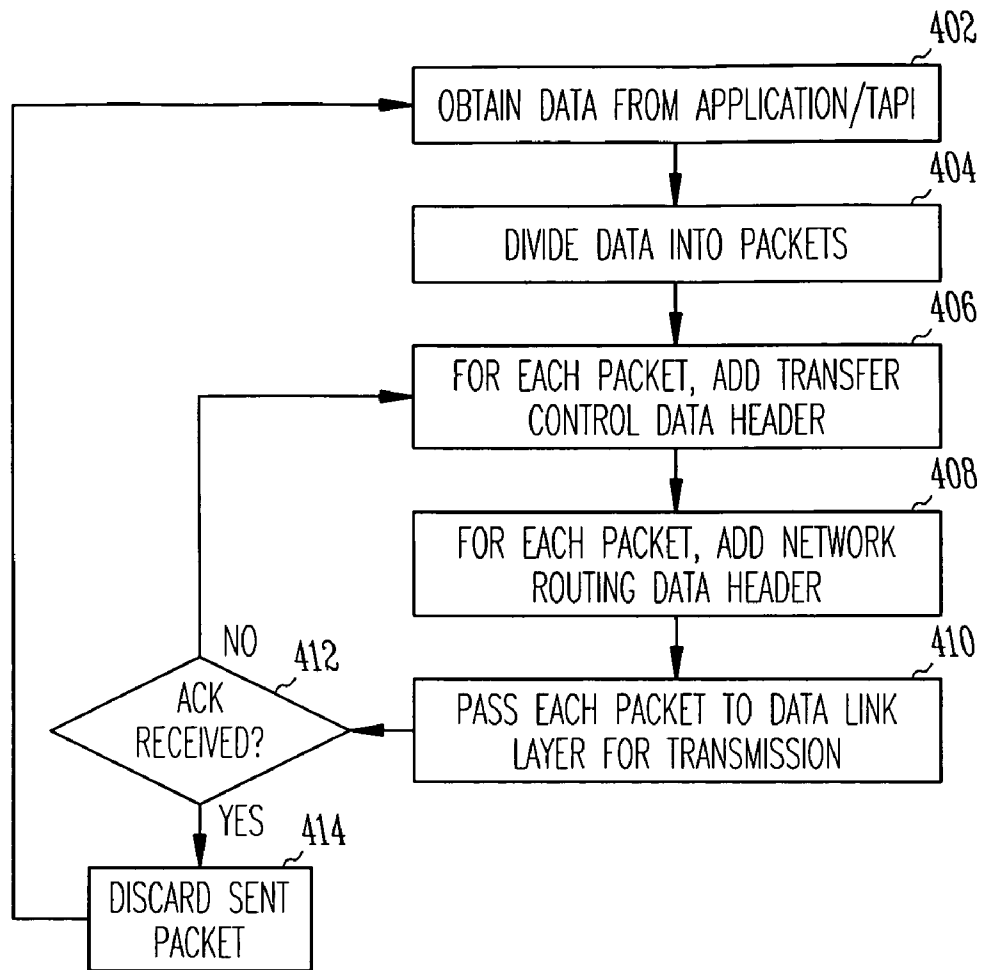 402
OBTAIN DATA FROM APPLICATION/TAPI
404
DIVIDE DATA INTO PACKETS
406
FOR EACH PACKET, ADD TRANSFER
CONTROL DATA HEADER
408
FOR EACH PACKET, ADD NETWORK
ROUTING DATA HEADER
410
PASS EACH PACKET TO DATA LINK
LAYER FOR TRANSMISSION
NO
412
ACK
RECEIVED?
YES
414
DISCARD SENT
PACKET